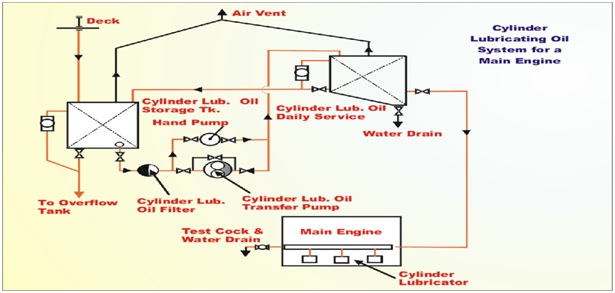 Deck
Air Vent
Cylinder
Lubricating Oil
System for a
Main Engine
Cylinder Lub. Oil
Storage Tk.
Hand Pump
Cylinder Lub. Oil
Daily Service
Water Drain
To Overflow
Tank
Cylinder Lub.
Oil Filter
Cylinder Lub. Oil
Transfer Pump
Test Cock &
Water Drain
Main Engine
Cylinder
Lubricator